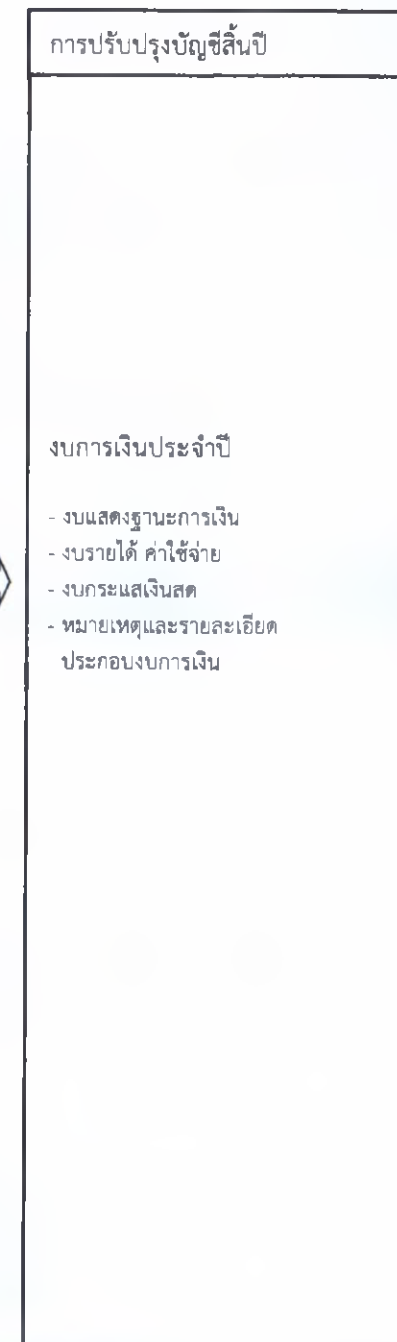 การปรับปรุงบัญชีสิ้นปี
งบการเงินประจำปี
- งบแสดงฐานะการเงิน
- งบรายได้ ค่าใช้จ่าย
- งบกระแสเงินสด
- หมายเหตุและรายละเอียด
ประกอบงบการเงิน